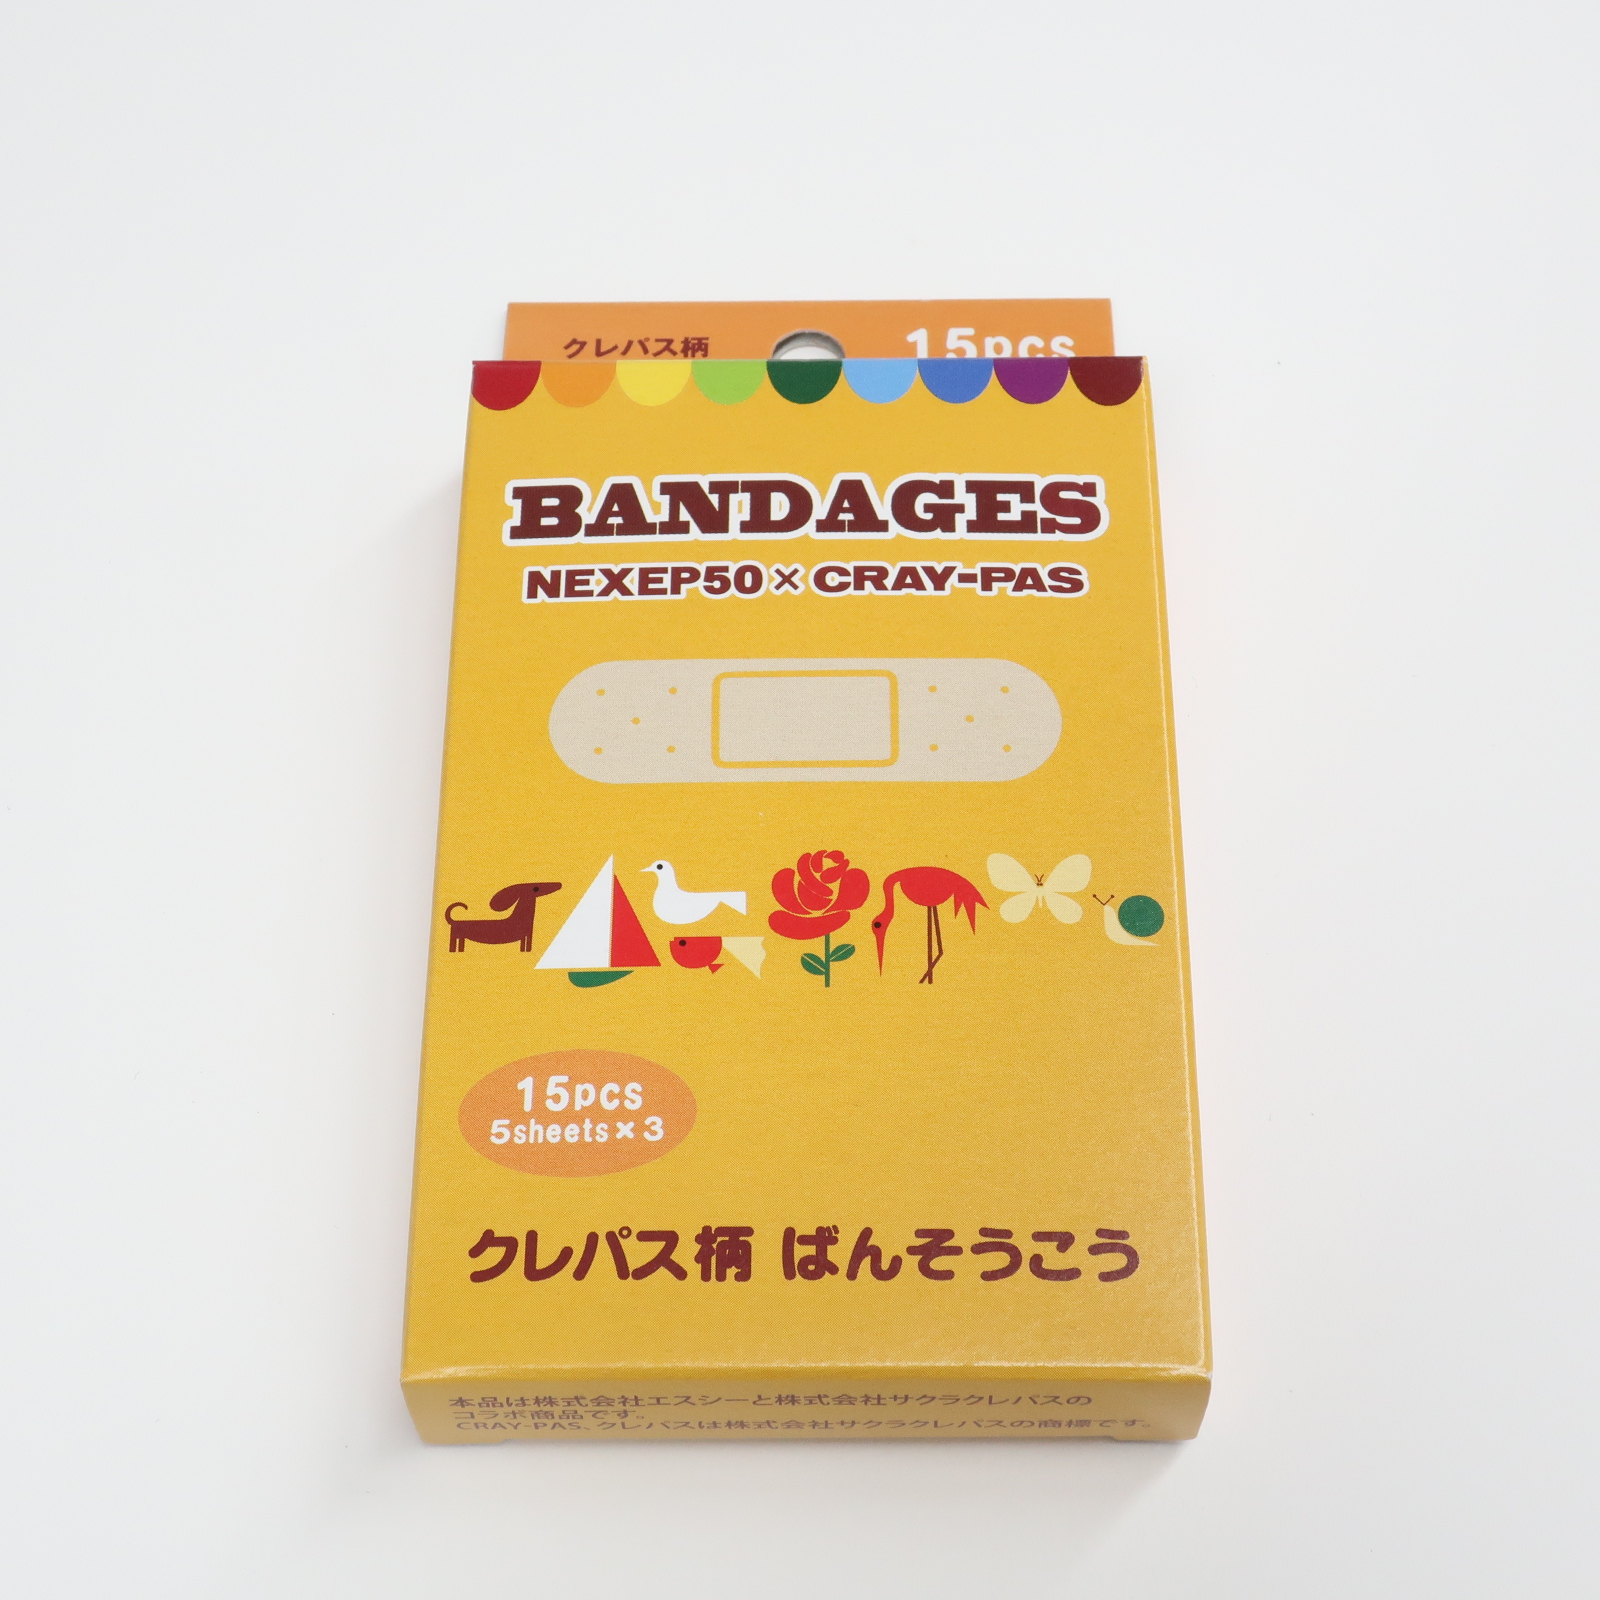 クレパス柄
15pcs
BANDAGES
NEXEP50×CRAY-PAS
15pcs
5sheets×3
クレパス柄 ばんそうこう
本品は株式会社エスシーと株式会社サクラクレパスの
コラボ商品です。
CRAY-PAS、クレパスは株式会社サクラクレパスの商標です。